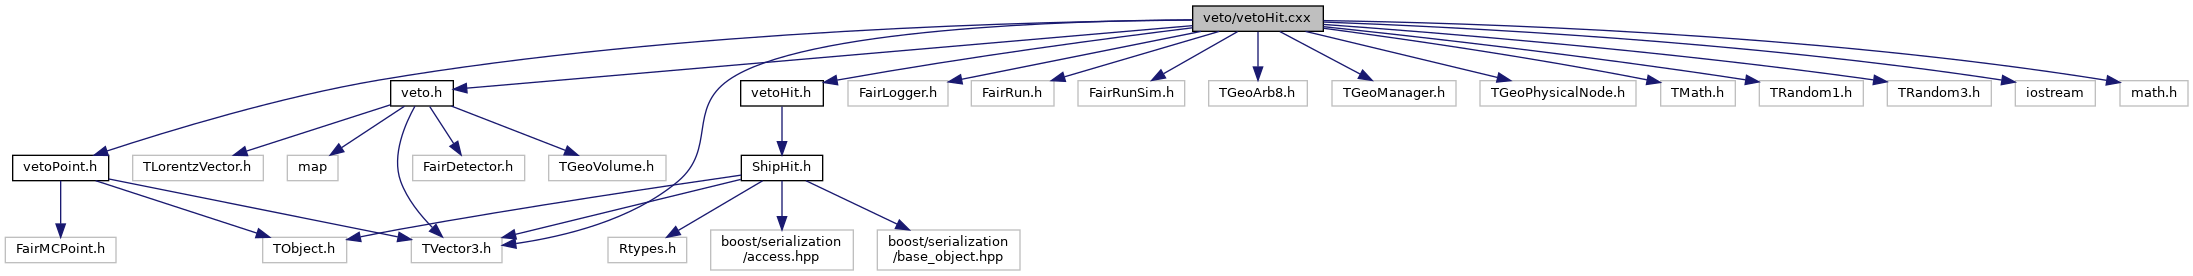 veto/vetoHit.cxx
veto.h
vetoHit.h
FairLogger.h
FairRun.h
FairRunSim.h
TGeoArb8.h
TGeoManager.h
TGeoPhysicalNode.h
TMath.h
TRandom1.h
TRandom3.h
iostream
math.h
vetoPoint.h
TLorentzVector.h
map
FairDetector.h
TGeoVolume.h
ShipHit.h
FairMCPoint.h
TObject.h
TVector3.h
Rtypes.h
boost/serialization
/access.hpp
boost/serialization
/base_object.hpp